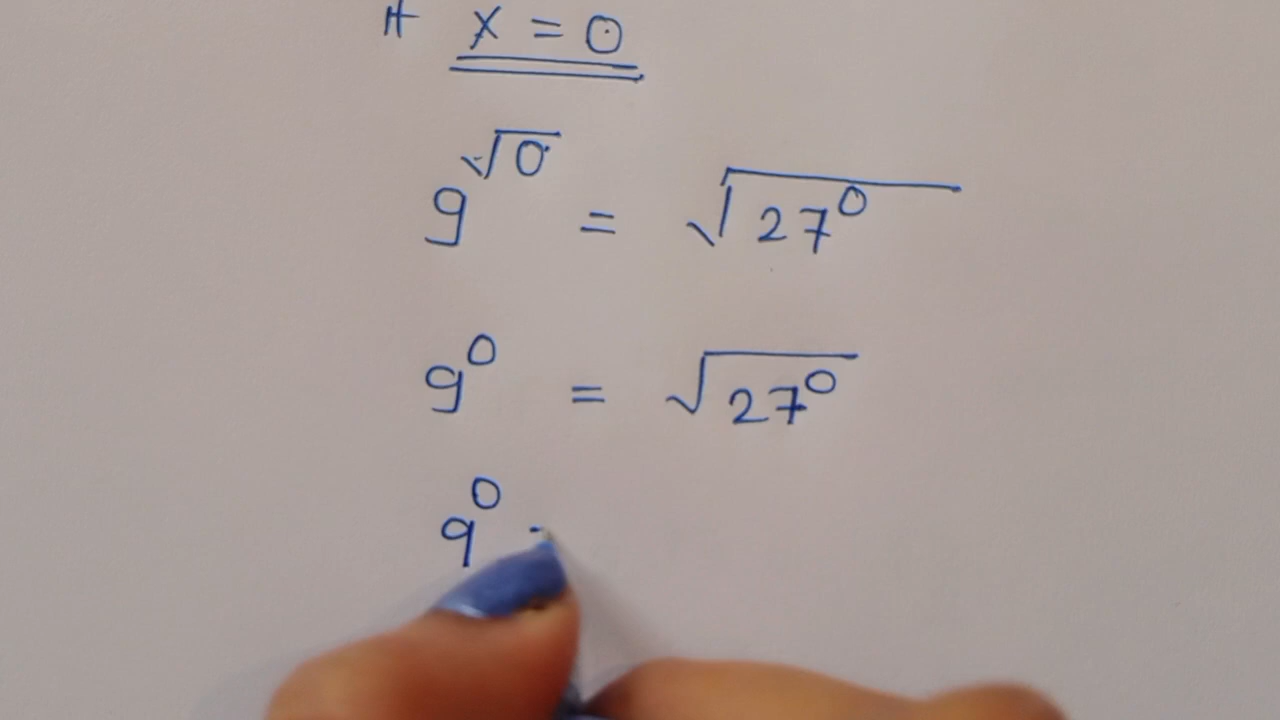 If x = 0
9^√0 = √27^0
9^0 = √27^0
9^0 =